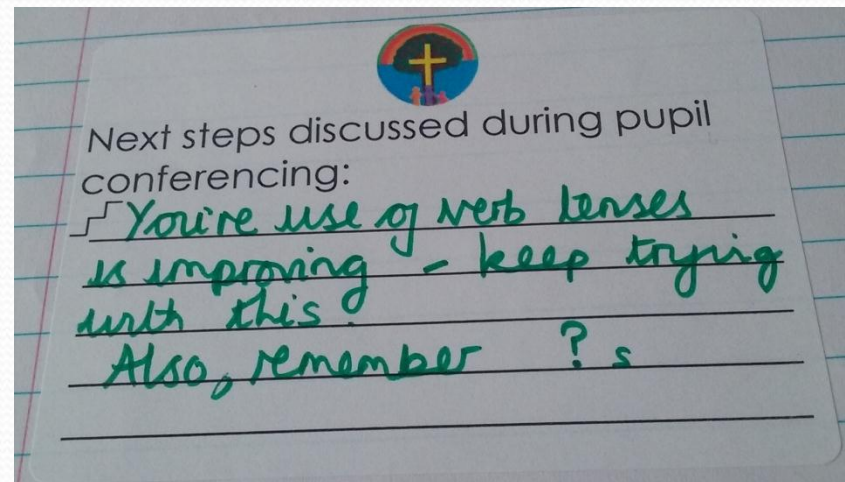 Next steps discussed during pupil
conferencing:
You're use of verb tenses
is improving - keep trying
with this.
Also, remember ? s